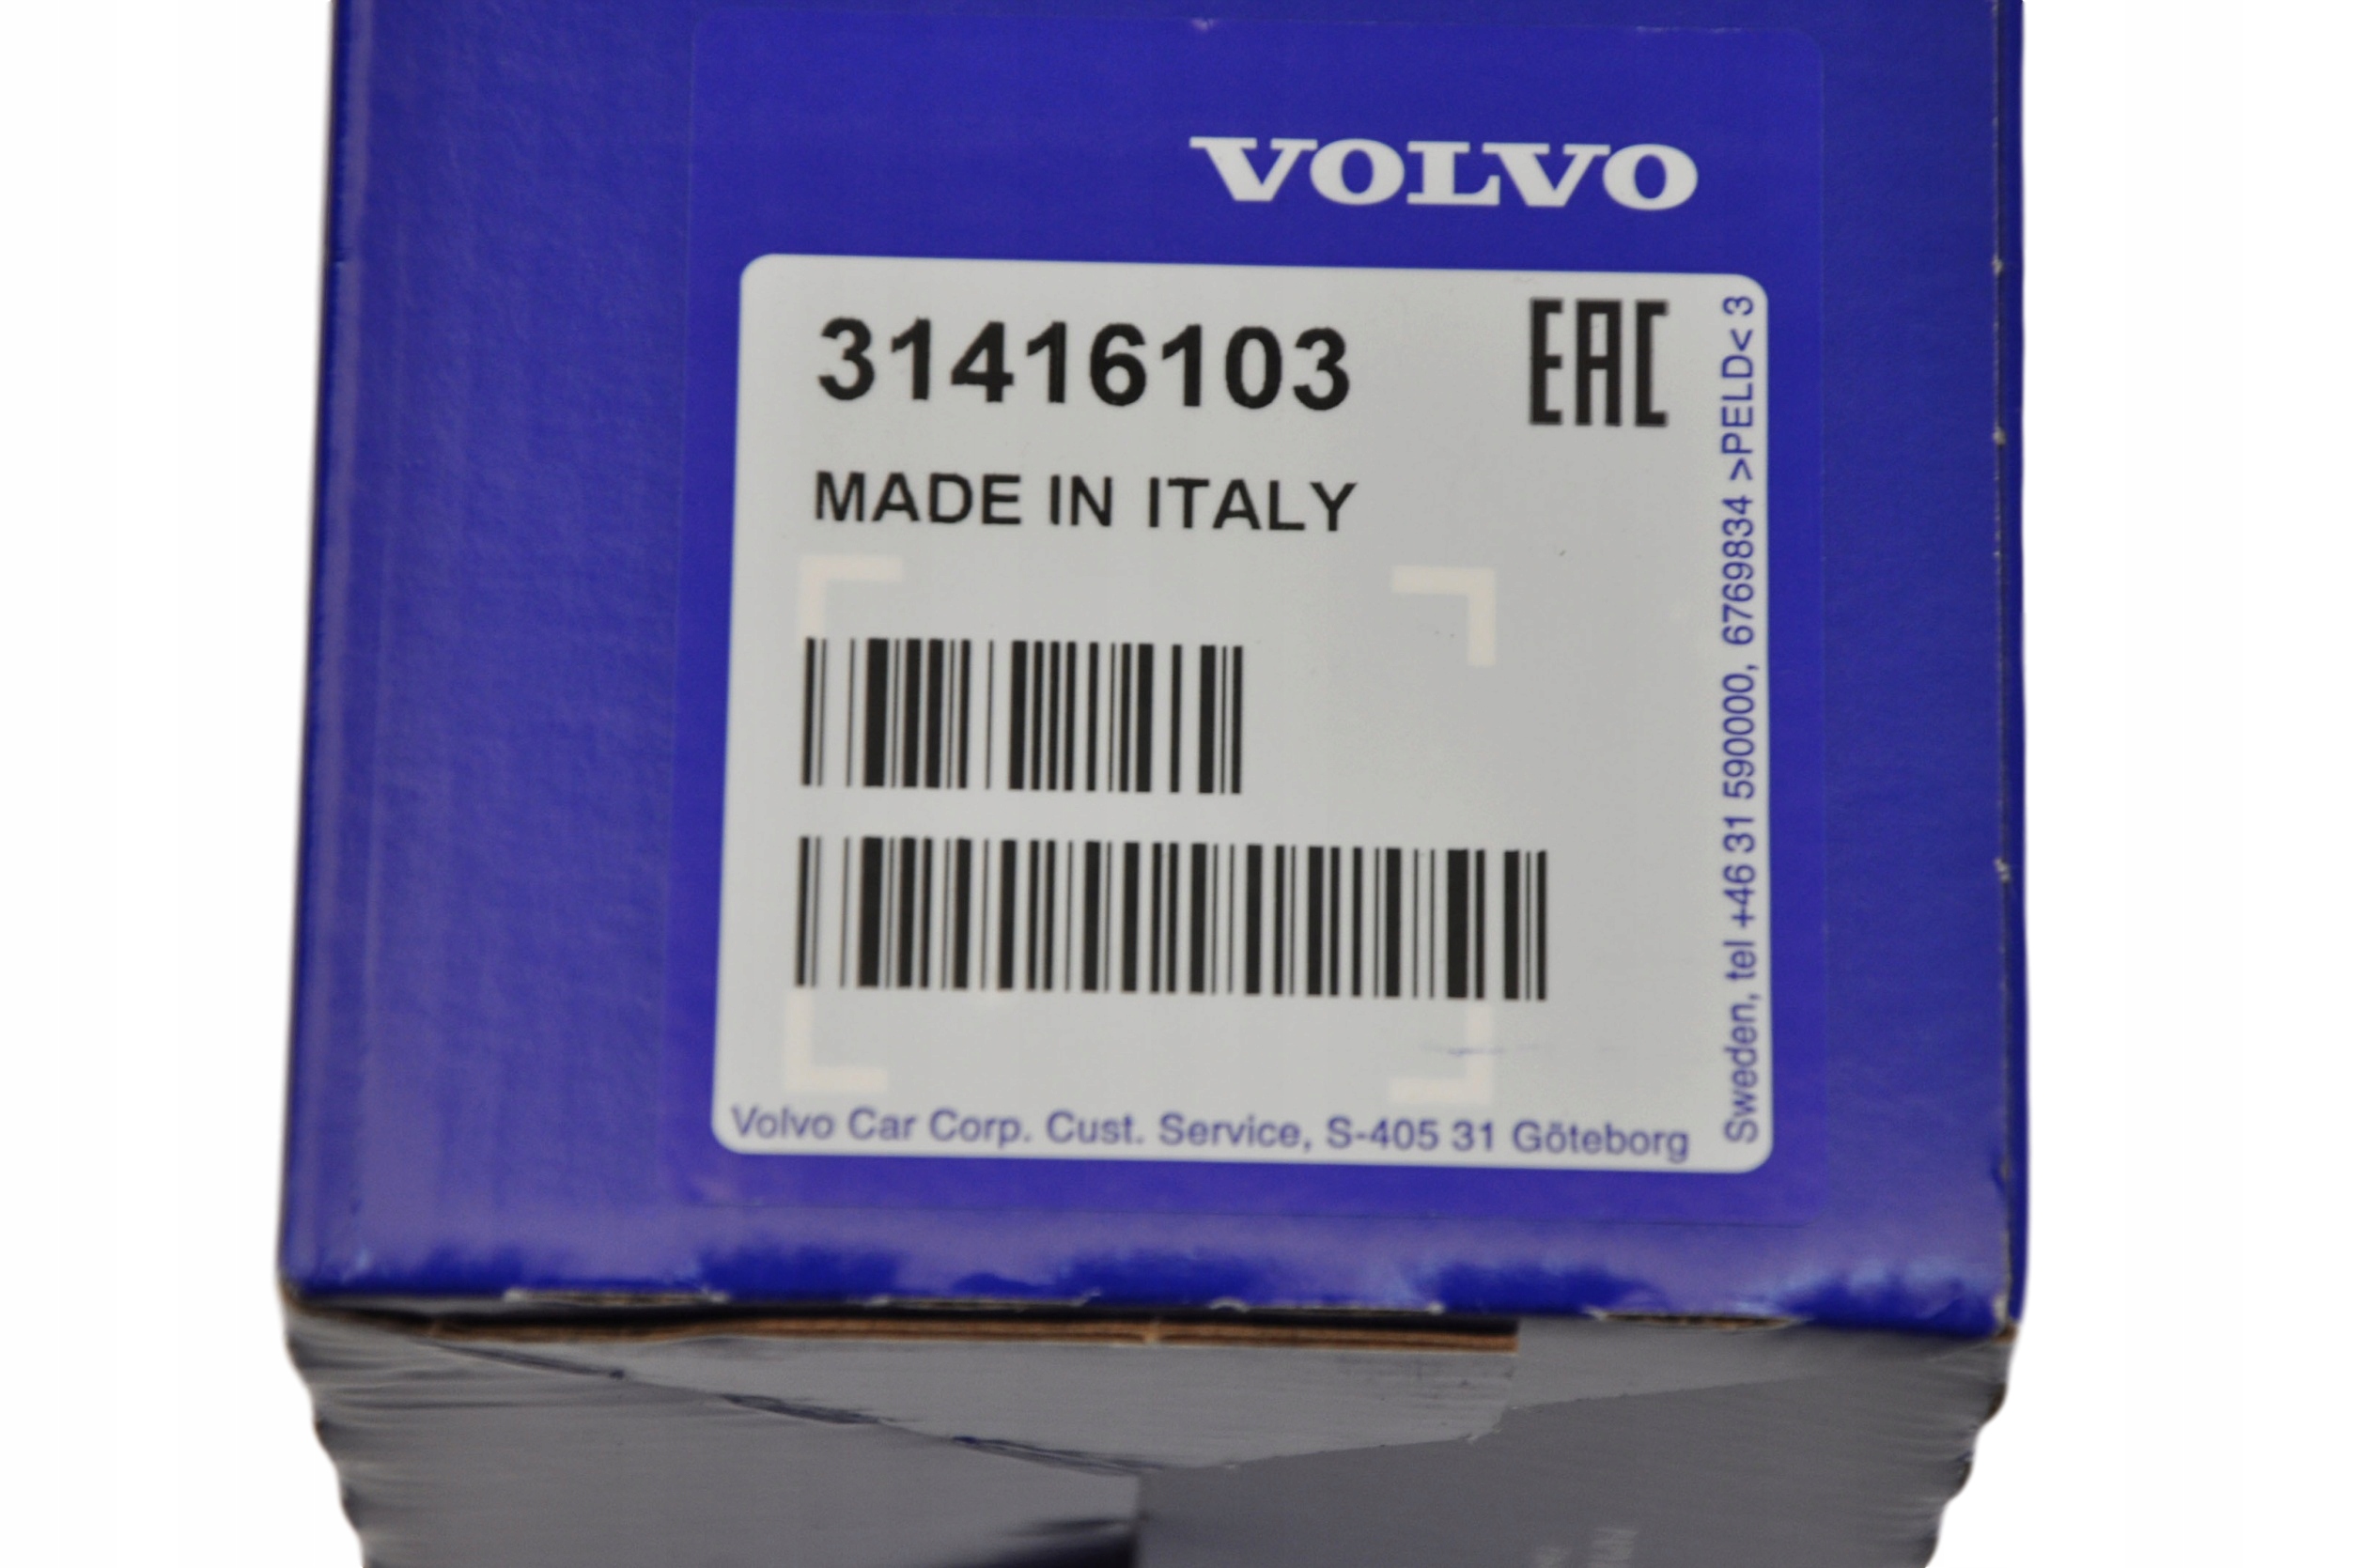 VOLVO
31416103
EAC
MADE IN ITALY
Volvo Car Corp. Cust. Service, S-405 31 Göteborg
Sweden, tel +46 31 590000, 6769834 >PELD< 3